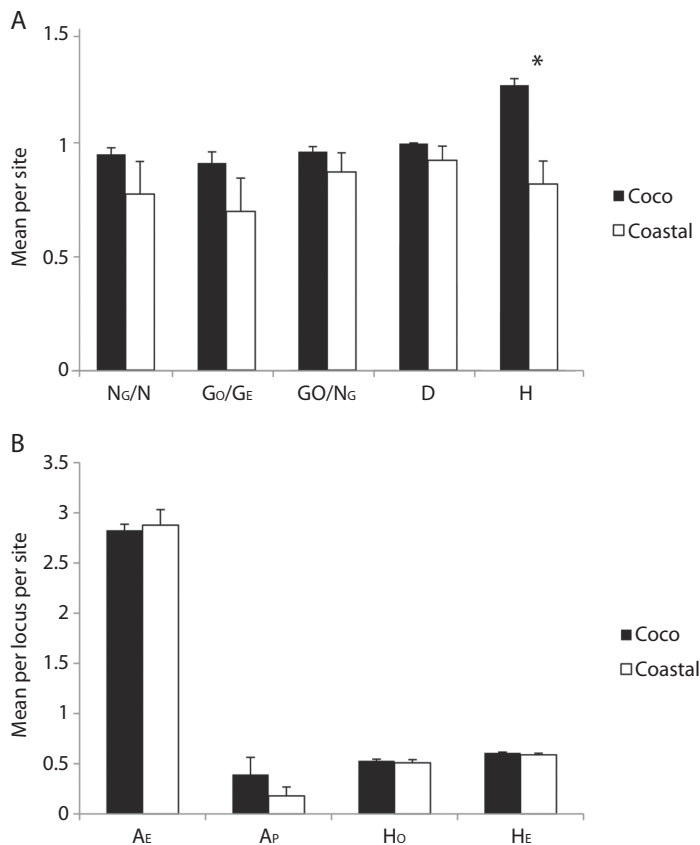 A
Mean per site
1.5
1
0.5
0
*
NG/N GO/GE GO/NG D H
Coco
Coastal
B
Mean per locus per site
3.5
3
2.5
2
1.5
1
0.5
0
AE AP HO HE
Coco
Coastal